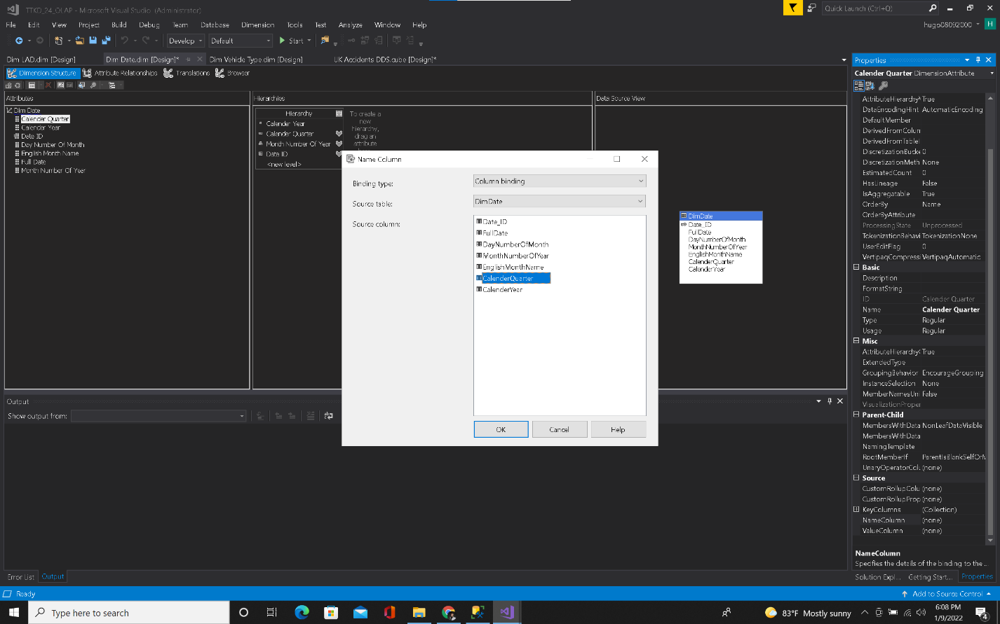 TTKD_24_OLAP - Microsoft Visual Studio (Administrator)
Quick Launch (Ctrl+Q)
File Edit View Project Build Debug Team Database Dimension Tools Test Analyze Window Help
hugo08092000 H
Develop Default Start
Dim LAD.dim [Design] Dim Date.dim [Design]* Dim Vehicle Type.dim [Design] UK Accidents DDS.cube [Design]*
Dimension Structure Attribute Relationships Translations Browser
Attributes
Dim Date
Calender Quarter
Calender Year
Date ID
Day Number Of Month
English Month Name
Full Date
Month Number Of Year
Hierarchies
Hierarchy
Calender Year
Calender Quarter
Month Number Of Year
Date ID
<new level>
To create a
new
hierarchy,
drag an
attribute
Data Source View
DimDate
Date_ID
FullDate
DayNumberOfMonth
MonthNumberOfYear
EnglishMonthName
CalenderQuarter
CalenderYear
Name Column
Binding type: Column binding
Source table: DimDate
Source column:
Date_ID
FullDate
DayNumberOfMonth
MonthNumberOfYear
EnglishMonthName
CalenderQuarter
CalenderYear
OK Cancel Help
Properties
Calender Quarter DimensionAttribute
AttributeHierarchy True
DataEncodingHint AutomaticEncoding
DefaultMember
DerivedFromColun
DerivedFromTableI
DiscretizationBucke 0
DiscretizationMeth None
EstimatedCount 0
HasLineage False
IsAggregatable True
OrderBy Name
OrderByAttribute
ProcessingState Unprocessed
TokenizationBehavi TokenizationNone
UserEditFlag 0
VertipaqCompressi VertipaqAutomatic
Basic
Description
FormatString
ID Calender Quarter
Name Calender Quarter
Type Regular
Usage Regular
Misc
AttributeHierarchy True
ExtendedType
GroupingBehavior EncourageGrouping
InstanceSelection None
MemberNamesUni False
VisualizationProper
Parent-Child
MembersWithData NonLeafDataVisible
MembersWithData
NamingTemplate
RootMemberIf ParentIsBlankSelfOrM
UnaryOperatorColu (none)
Source
CustomRollupColu (none)
CustomRollupProp (none)
KeyColumns (Collection)
NameColumn (none)
ValueColumn (none)
NameColumn
Specifies the details of the binding to the ...
Solution Expl... Getting Start... Properties
Output
Show output from:
Error List Output
Ready
Add to Source Control
Type here to search
83°F Mostly sunny
6:08 PM
1/9/2022
4